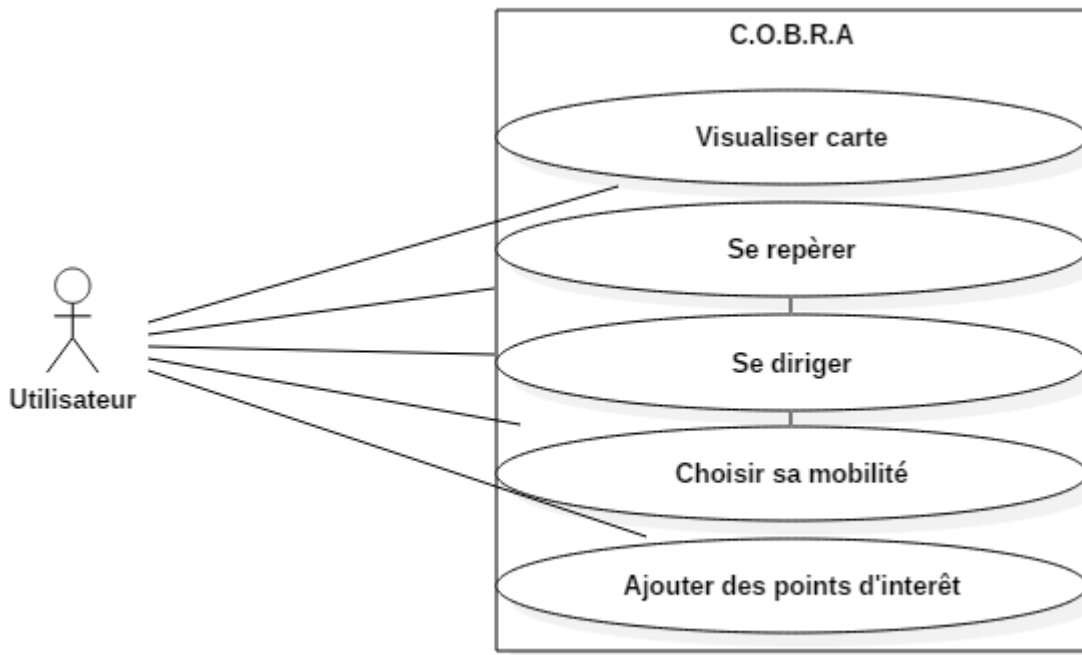 C.O.B.R.A
Visualiser carte
Se repèrer
Se diriger
Utilisateur
Choisir sa mobilité
Ajouter des points d'interêt